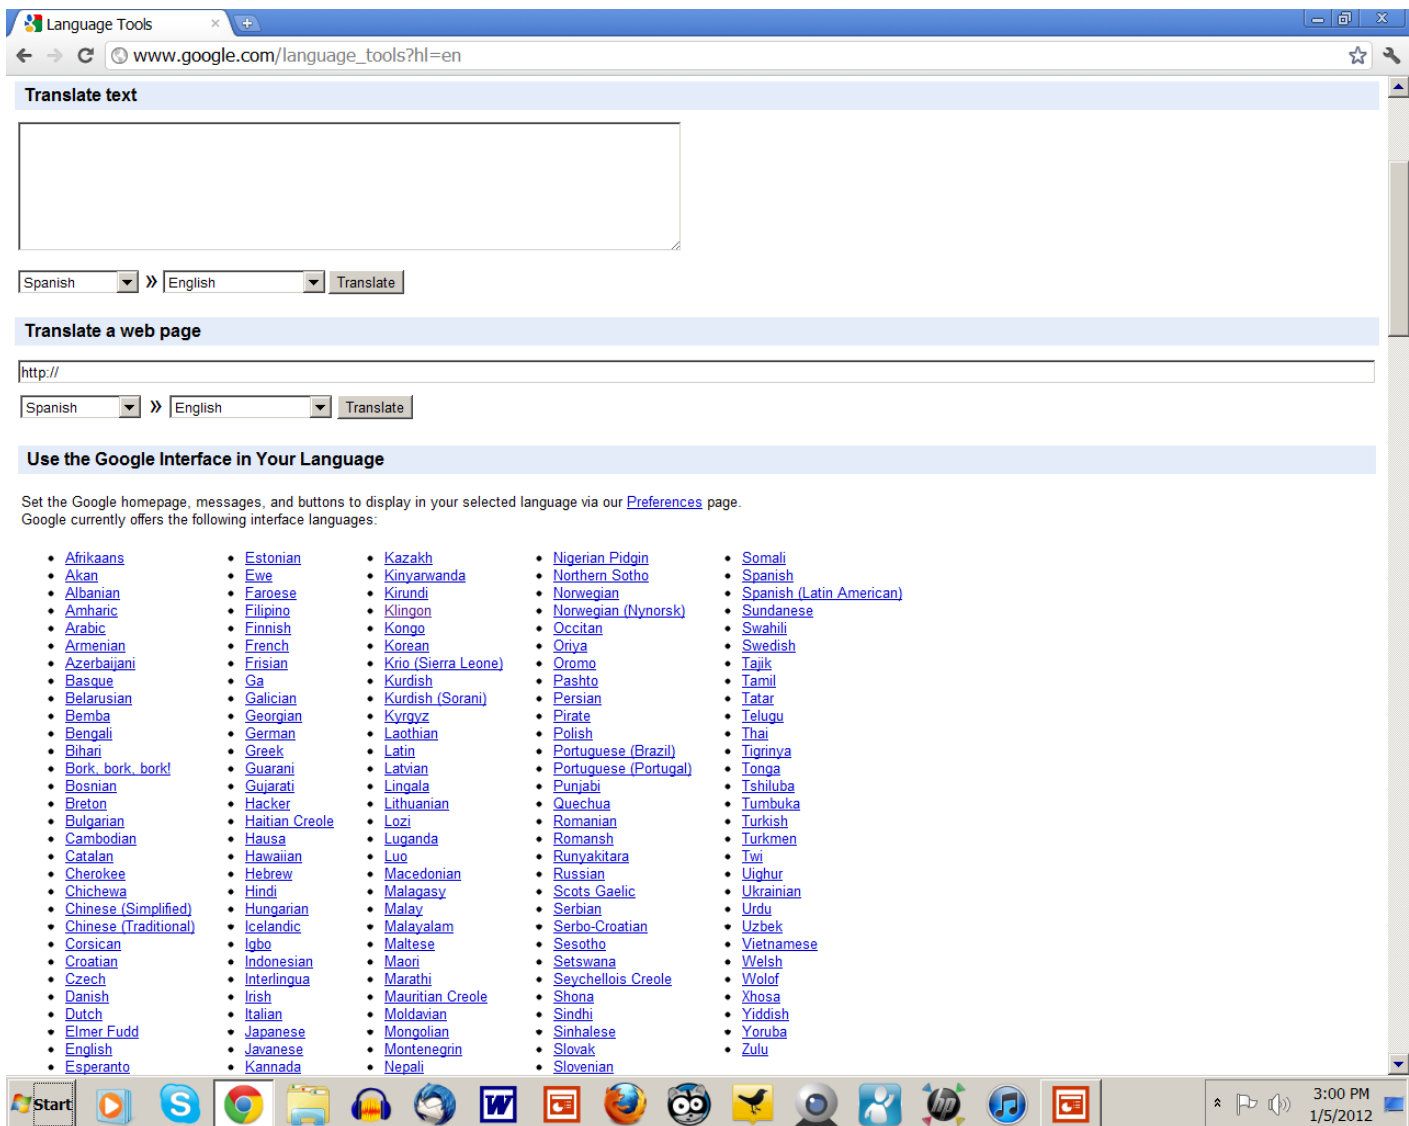 Language Tools
www.google.com/language_tools?hl=en
Translate text
Spanish » English Translate
Translate a web page
http://
Spanish » English Translate
Use the Google Interface in Your Language
Set the Google homepage, messages, and buttons to display in your selected language via our Preferences page.
Google currently offers the following interface languages:
Afrikaans
Akan
Albanian
Amharic
Arabic
Armenian
Azerbaijani
Basque
Belarusian
Bemba
Bengali
Bihari
Bork, bork, bork!
Bosnian
Breton
Bulgarian
Cambodian
Catalan
Cherokee
Chichewa
Chinese (Simplified)
Chinese (Traditional)
Corsican
Croatian
Czech
Danish
Dutch
Elmer Fudd
English
Esperanto
Estonian
Ewe
Faroese
Filipino
Finnish
French
Frisian
Ga
Galician
Georgian
German
Greek
Guarani
Gujarati
Hacker
Haitian Creole
Hausa
Hawaiian
Hebrew
Hindi
Hungarian
Icelandic
Igbo
Indonesian
Interlingua
Irish
Italian
Japanese
Javanese
Kannada
Kazakh
Kinyarwanda
Kirundi
Klingon
Kongo
Korean
Krio (Sierra Leone)
Kurdish
Kurdish (Sorani)
Kyrgyz
Laothian
Latin
Latvian
Lingala
Lithuanian
Lozi
Luganda
Luo
Macedonian
Malagasy
Malay
Malayalam
Maltese
Maori
Marathi
Mauritian Creole
Moldavian
Mongolian
Montenegrin
Nepali
Nigerian Pidgin
Northern Sotho
Norwegian
Norwegian (Nynorsk)
Occitan
Oriya
Oromo
Pashto
Persian
Pirate
Polish
Portuguese (Brazil)
Portuguese (Portugal)
Punjabi
Quechua
Romanian
Romansh
Runyakitara
Russian
Scots Gaelic
Serbian
Serbo-Croatian
Sesotho
Setswana
Seychellois Creole
Shona
Sindhi
Sinhalese
Slovak
Slovenian
Somali
Spanish
Spanish (Latin American)
Sundanese
Swahili
Swedish
Tajik
Tamil
Tatar
Telugu
Thai
Tigrinya
Tonga
Tshiluba
Tumbuka
Turkish
Turkmen
Twi
Uighur
Ukrainian
Urdu
Uzbek
Vietnamese
Welsh
Wolof
Xhosa
Yiddish
Yoruba
Zulu
Start
S
W
hp
3:00 PM
1/5/2012